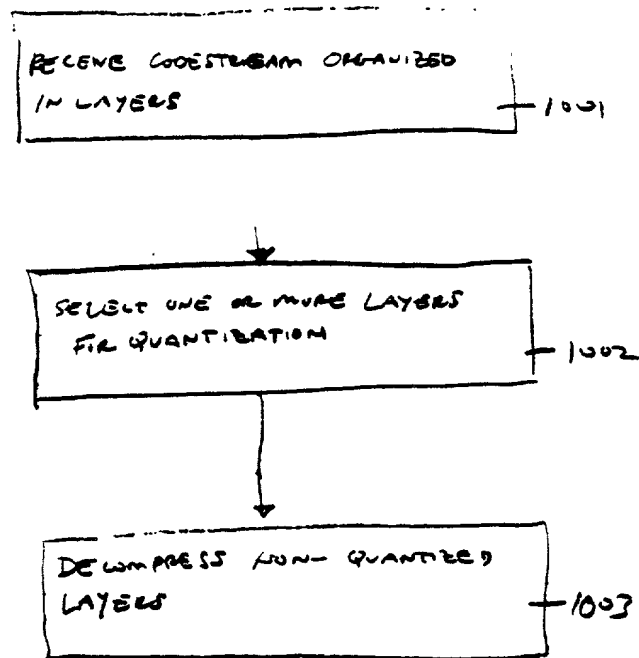 RECEIVE CODESTREAM ORGANIZED
IN LAYERS
1001
SELECT ONE OR MORE LAYERS
FOR QUANTIZATION
1002
DECOMPRESS NON-QUANTIZED
LAYERS
1003